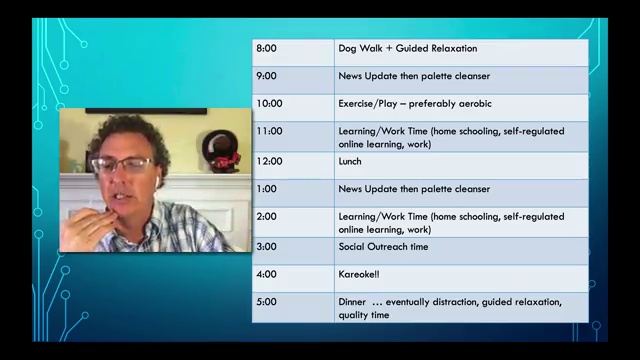 8:00 Dog Walk + Guided Relaxation
9:00 News Update then palette cleanser
10:00 Exercise/Play – preferably aerobic
11:00 Learning/Work Time (home schooling, self-regulated
online learning, work)
12:00 Lunch
1:00 News Update then palette cleanser
2:00 Learning/Work Time (home schooling, self-regulated
online learning, work)
3:00 Social Outreach time
4:00 Kareoke!!
5:00 Dinner … eventually distraction, guided relaxation,
quality time